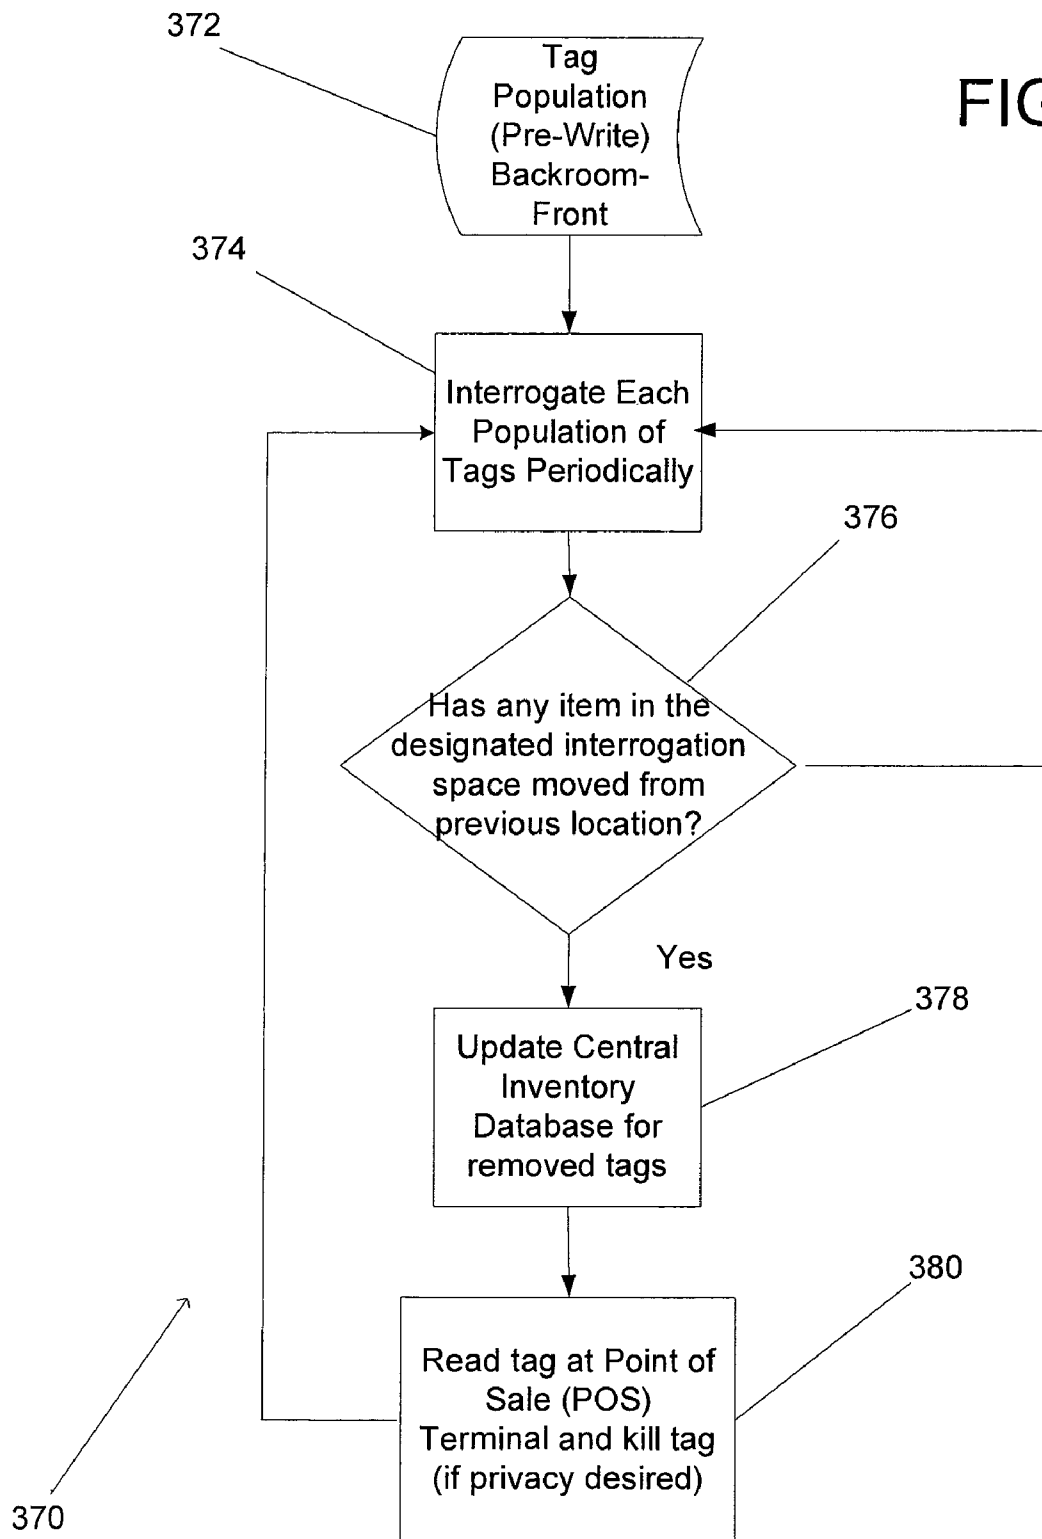 372
Tag
Population
(Pre-Write)
Backroom-
Front
FIG
374
Interrogate Each
Population of
Tags Periodically
376
Has any item in the
designated interrogation
space moved from
previous location?
Yes
378
Update Central
Inventory
Database for
removed tags
380
Read tag at Point of
Sale (POS)
Terminal and kill tag
(if privacy desired)
370